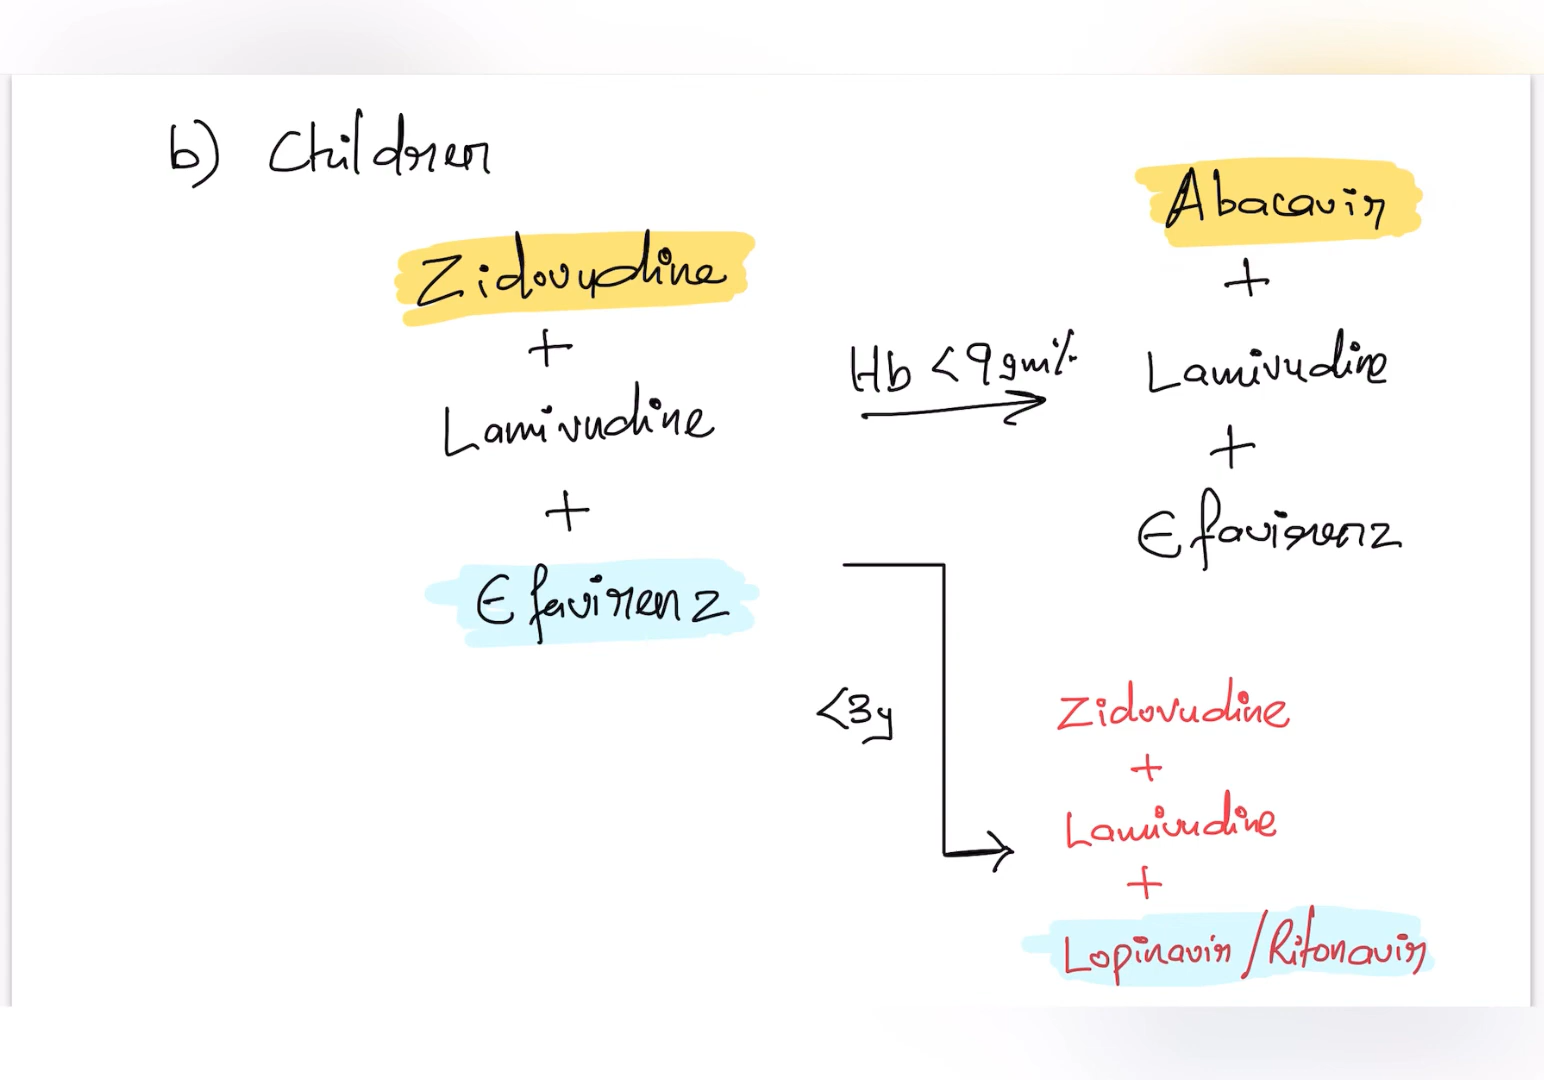 b) Children
Zidovudine
+
Lamivudine
+
Efavirenz
Hb <9gm%
Abacavir
+
Lamivudine
+
Efavirenz
<3y
Zidovudine
+
Lamivudine
+
Lopinavir/Ritonavir